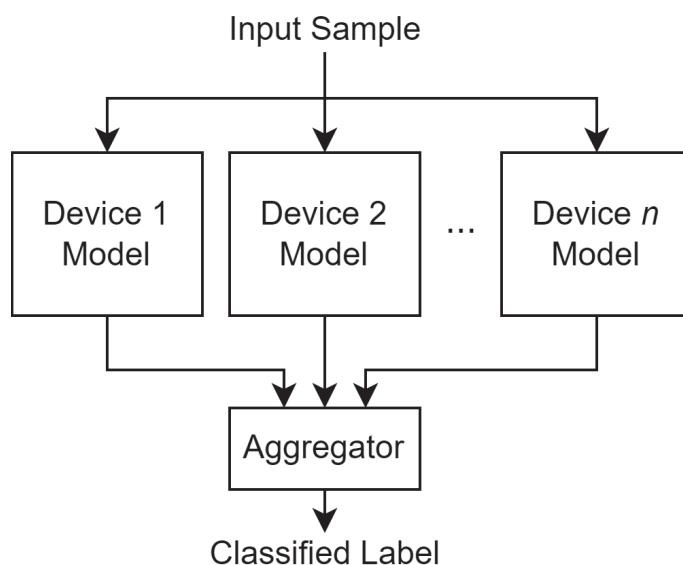 Input Sample
Device 1
Model
Device 2
Model
...
Device n
Model
Aggregator
Classified Label